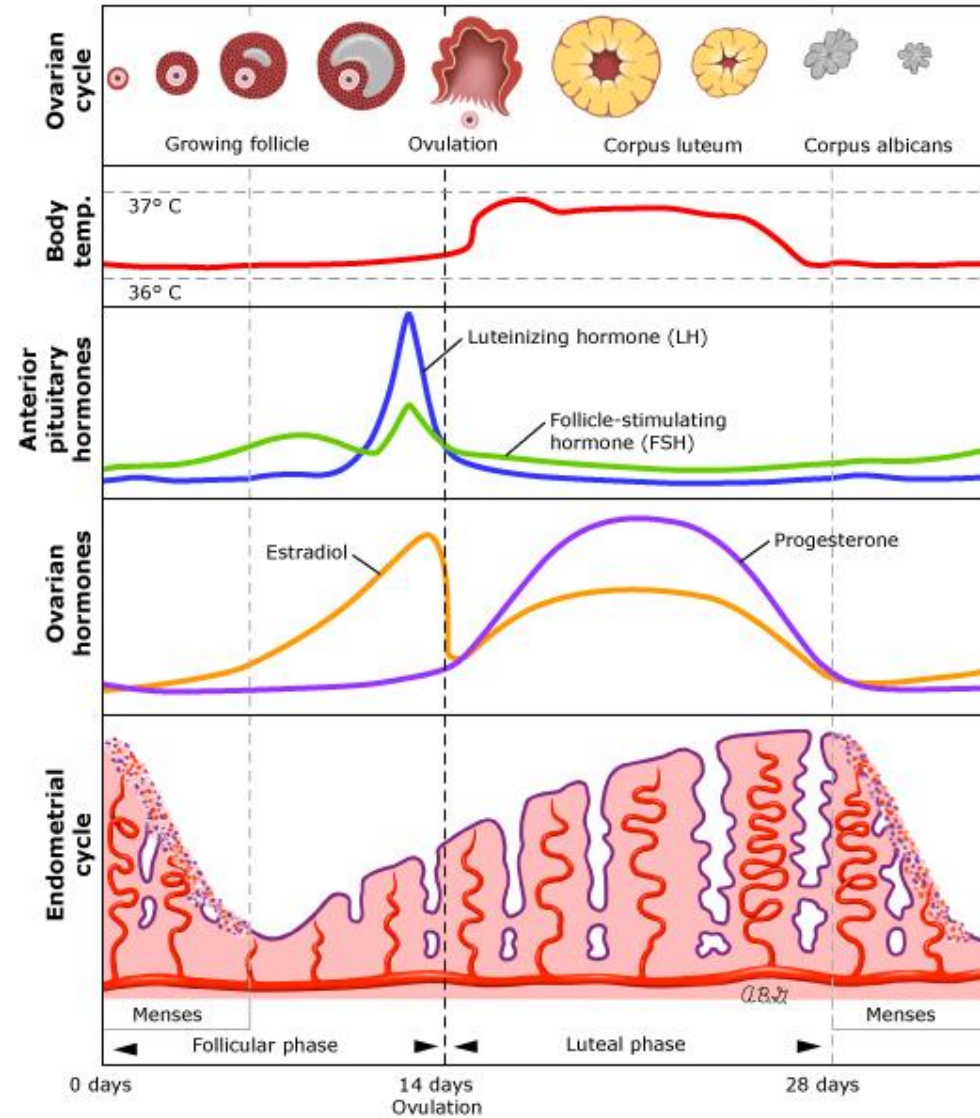 Ovarian
cycle
Growing follicle
Ovulation
Corpus luteum
Corpus albicans
Body
temp.
37° C
36° C
Anterior
pituitary
hormones
Luteinizing hormone (LH)
Follicle-stimulating
hormone (FSH)
Ovarian
hormones
Estradiol
Progesterone
Endometrial
cycle
Menses
Menses
Follicular phase
Luteal phase
0 days
14 days
Ovulation
28 days